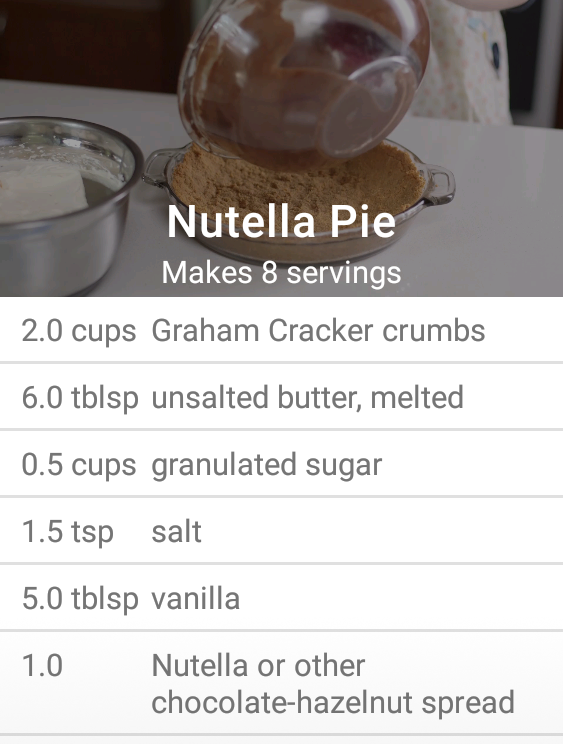 Nutella Pie
Makes 8 servings
2.0 cups Graham Cracker crumbs
6.0 tblsp unsalted butter, melted
0.5 cups granulated sugar
1.5 tsp salt
5.0 tblsp vanilla
1.0 Nutella or other
chocolate-hazelnut spread